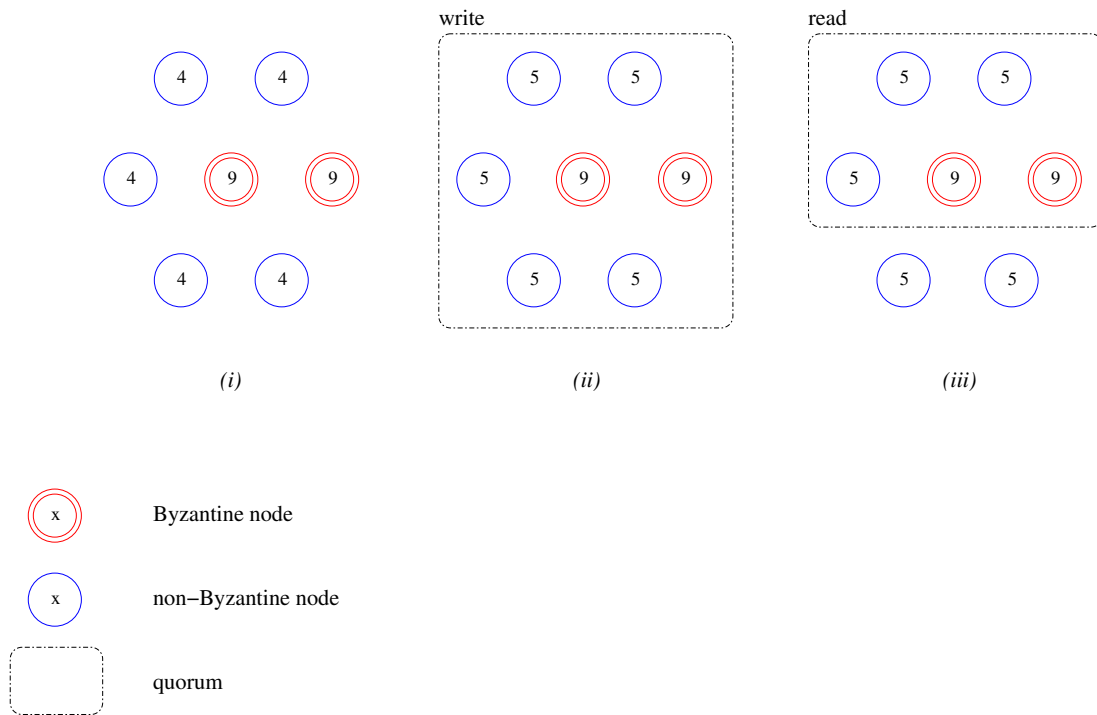 write read
4 4 5 5 5 5
4 9 9 5 9 9 5 9 9
4 4 5 5 5 5
(i) (ii) (iii)
x Byzantine node
x non−Byzantine node
quorum